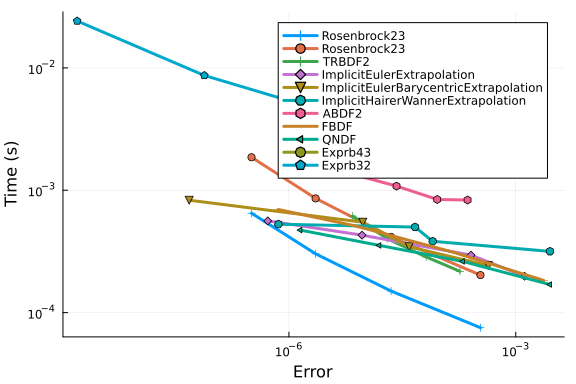 Rosenbrock23
Rosenbrock23
TRBDF2
ImplicitEulerExtrapolation
ImplicitEulerBarycentricExtrapolation
ImplicitHairerWannerExtrapolation
ABDF2
FBDF
QNDF
Exprb43
Exprb32
Time (s)
10⁻²
10⁻³
10⁻⁴
10⁻⁶
10⁻³
Error